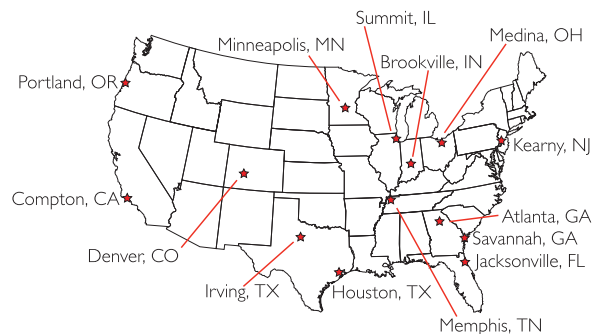 Summit, IL
Medina, OH
Minneapolis, MN
Brookville, IN
Portland, OR
Kearny, NJ
Compton, CA
Atlanta, GA
Savannah, GA
Denver, CO
Jacksonville, FL
Irving, TX
Houston, TX
Memphis, TN